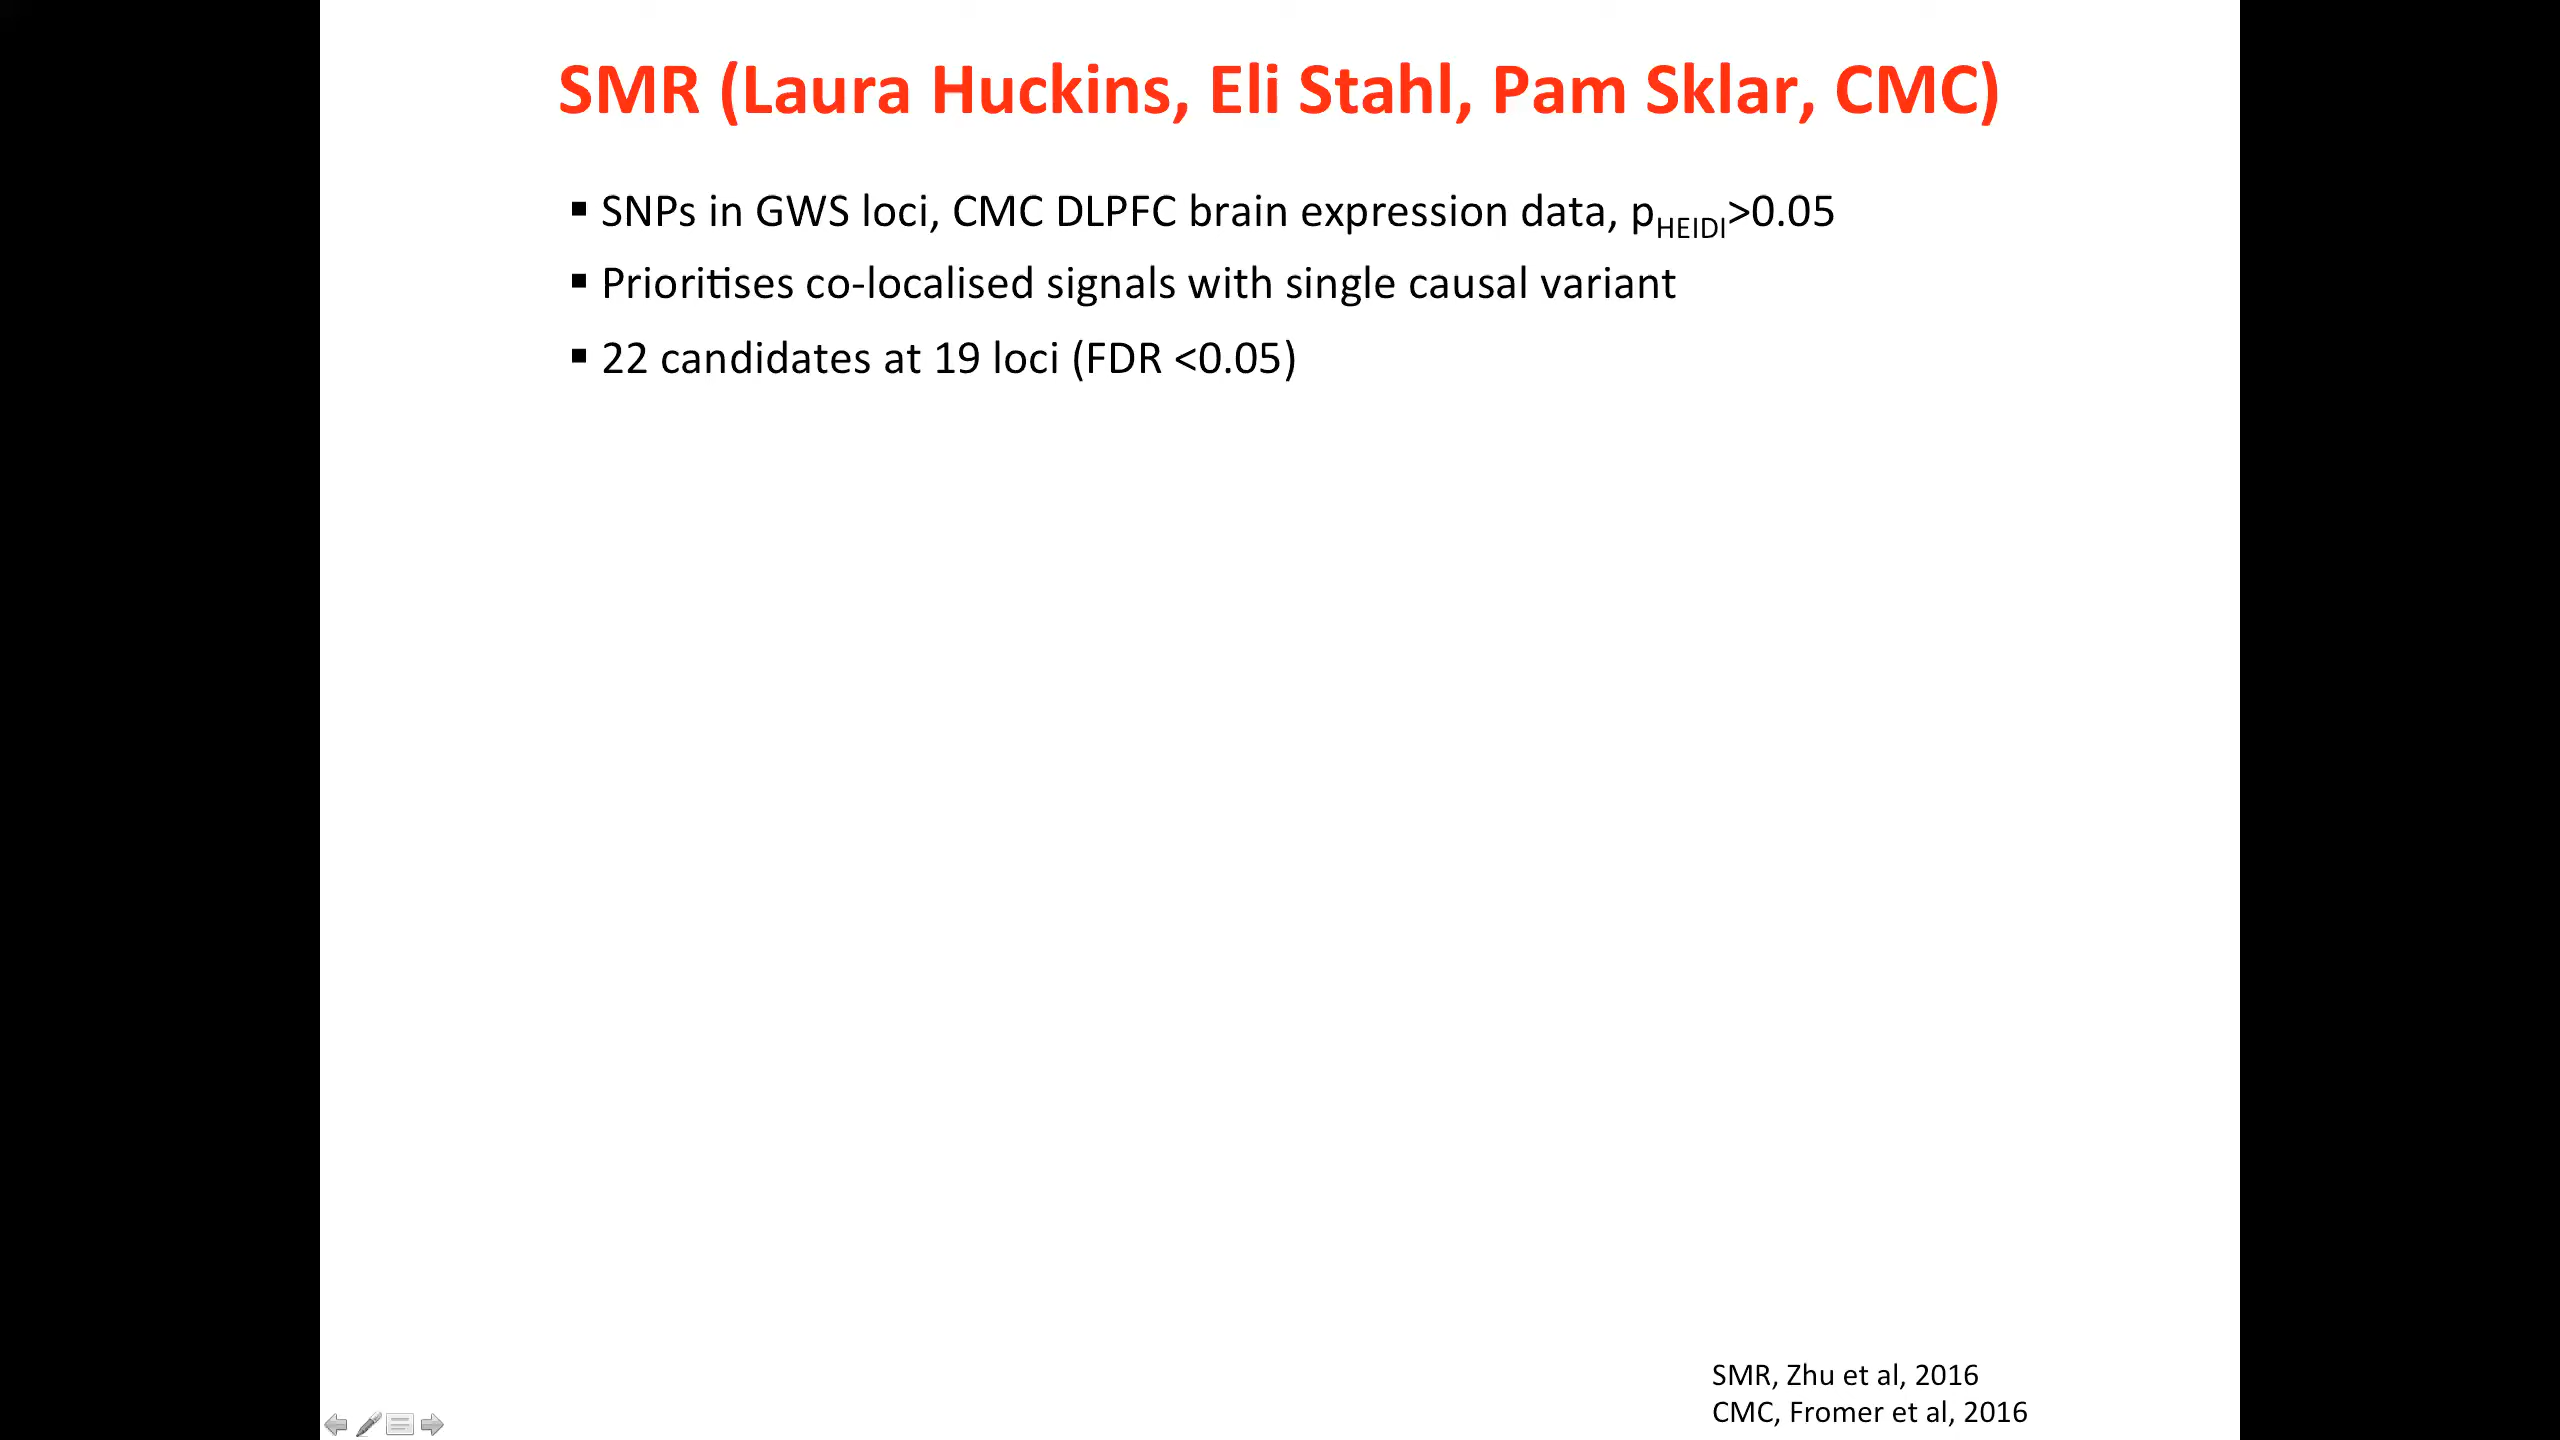 SMR (Laura Huckins, Eli Stahl, Pam Sklar, CMC)
▪ SNPs in GWS loci, CMC DLPFC brain expression data, pHEIDI>0.05
▪ Prioritises co-localised signals with single causal variant
▪ 22 candidates at 19 loci (FDR <0.05)
SMR, Zhu et al, 2016
CMC, Fromer et al, 2016